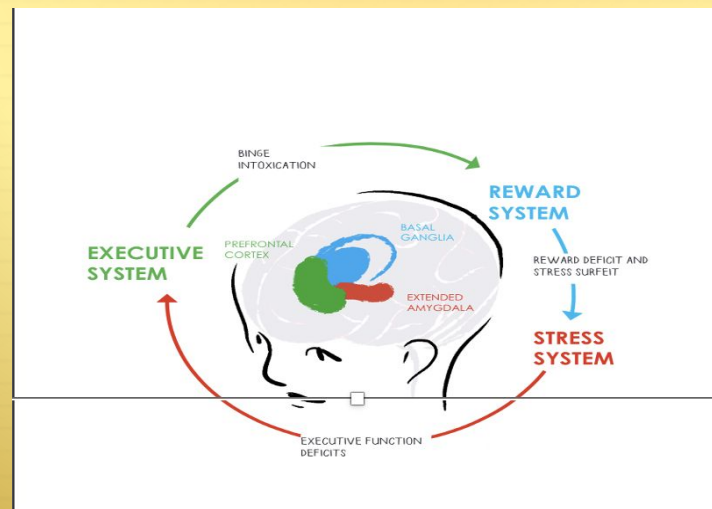 BINGE
INTOXICATION
REWARD
SYSTEM
BASAL
GANGLIA
PREFRONTAL
CORTEX
EXECUTIVE
SYSTEM
REWARD DEFICIT AND
STRESS SURFEIT
EXTENDED
AMYGDALA
STRESS
SYSTEM
EXECUTIVE FUNCTION
DEFICITS